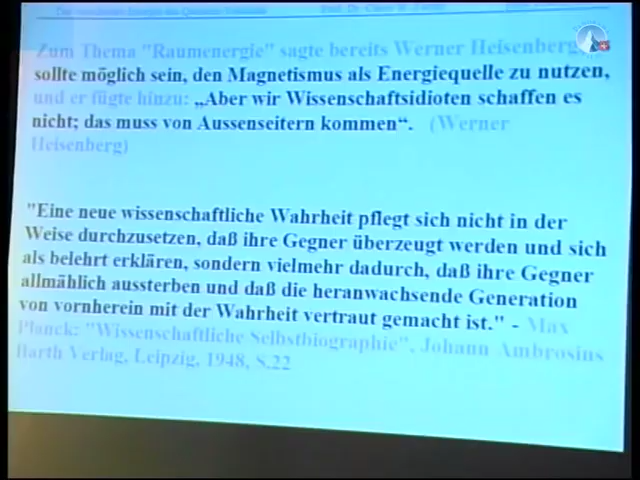 Zum Thema "Raumenergie" sagte bereits Werner Heisenberg
sollte möglich sein, den Magnetismus als Energiequelle zu nutzen,
und er fügte hinzu: „Aber wir Wissenschaftsidioten schaffen es
nicht; das muss von Aussenseitern kommen“. (Werner
Heisenberg)
"Eine neue wissenschaftliche Wahrheit pflegt sich nicht in der
Weise durchzusetzen, daß ihre Gegner überzeugt werden und sich
als belehrt erklären, sondern vielmehr dadurch, daß ihre Gegner
allmählich aussterben und daß die heranwachsende Generation
von vornherein mit der Wahrheit vertraut gemacht ist." - Max
Planck: "Wissenschaftliche Selbstbiographie", Johann Ambrosius
Barth Verlag, Leipzig, 1948, S.22